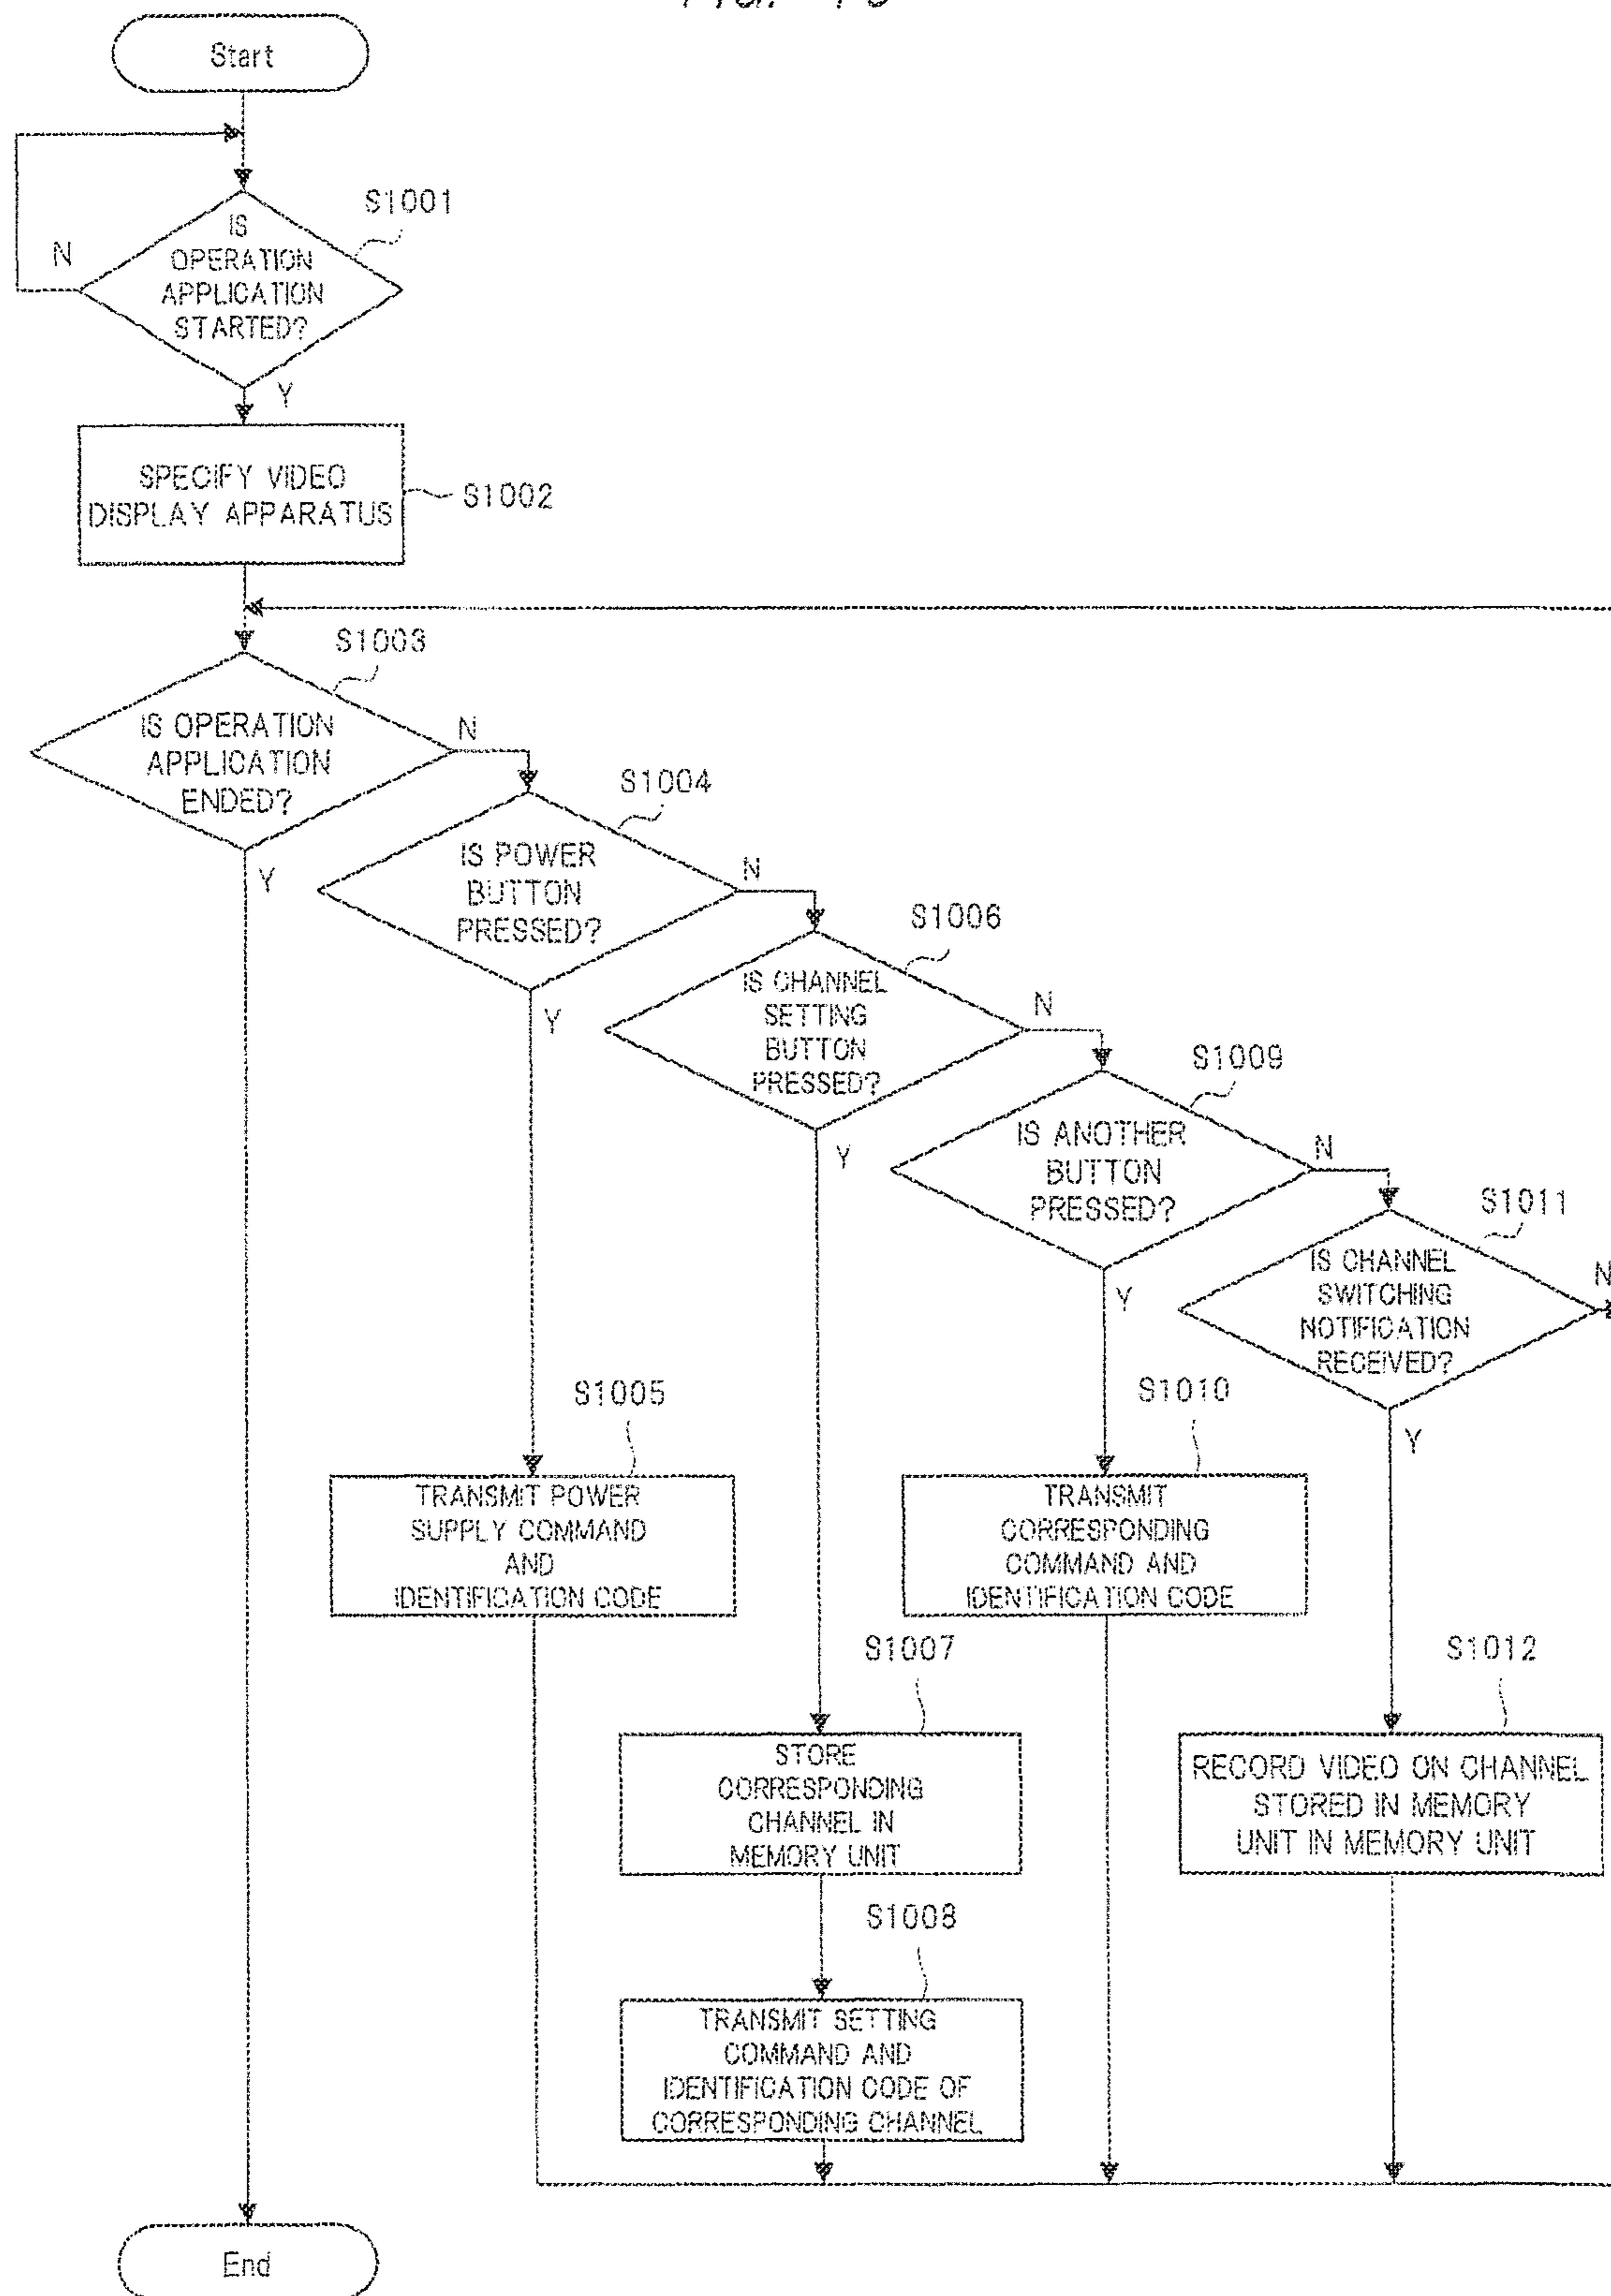 Start
S1001
N
IS
OPERATION
APPLICATION
STARTED?
Y
SPECIFY VIDEO
DISPLAY APPARATUS
S1002
S1003
IS OPERATION
APPLICATION
ENDED?
N
Y
S1004
IS POWER
BUTTON
PRESSED?
N
Y
S1006
IS CHANNEL
SETTING
BUTTON
PRESSED?
N
Y
S1009
IS ANOTHER
BUTTON
PRESSED?
N
Y
S1011
IS CHANNEL
SWITCHING
NOTIFICATION
RECEIVED?
N
Y
S1005
TRANSMIT POWER
SUPPLY COMMAND
AND
IDENTIFICATION CODE
S1010
TRANSMIT
CORRESPONDING
COMMAND AND
IDENTIFICATION CODE
S1007
STORE
CORRESPONDING
CHANNEL IN
MEMORY UNIT
S1012
RECORD VIDEO ON CHANNEL
STORED IN MEMORY
UNIT IN MEMORY UNIT
S1008
TRANSMIT SETTING
COMMAND AND
IDENTIFICATION CODE OF
CORRESPONDING CHANNEL
End